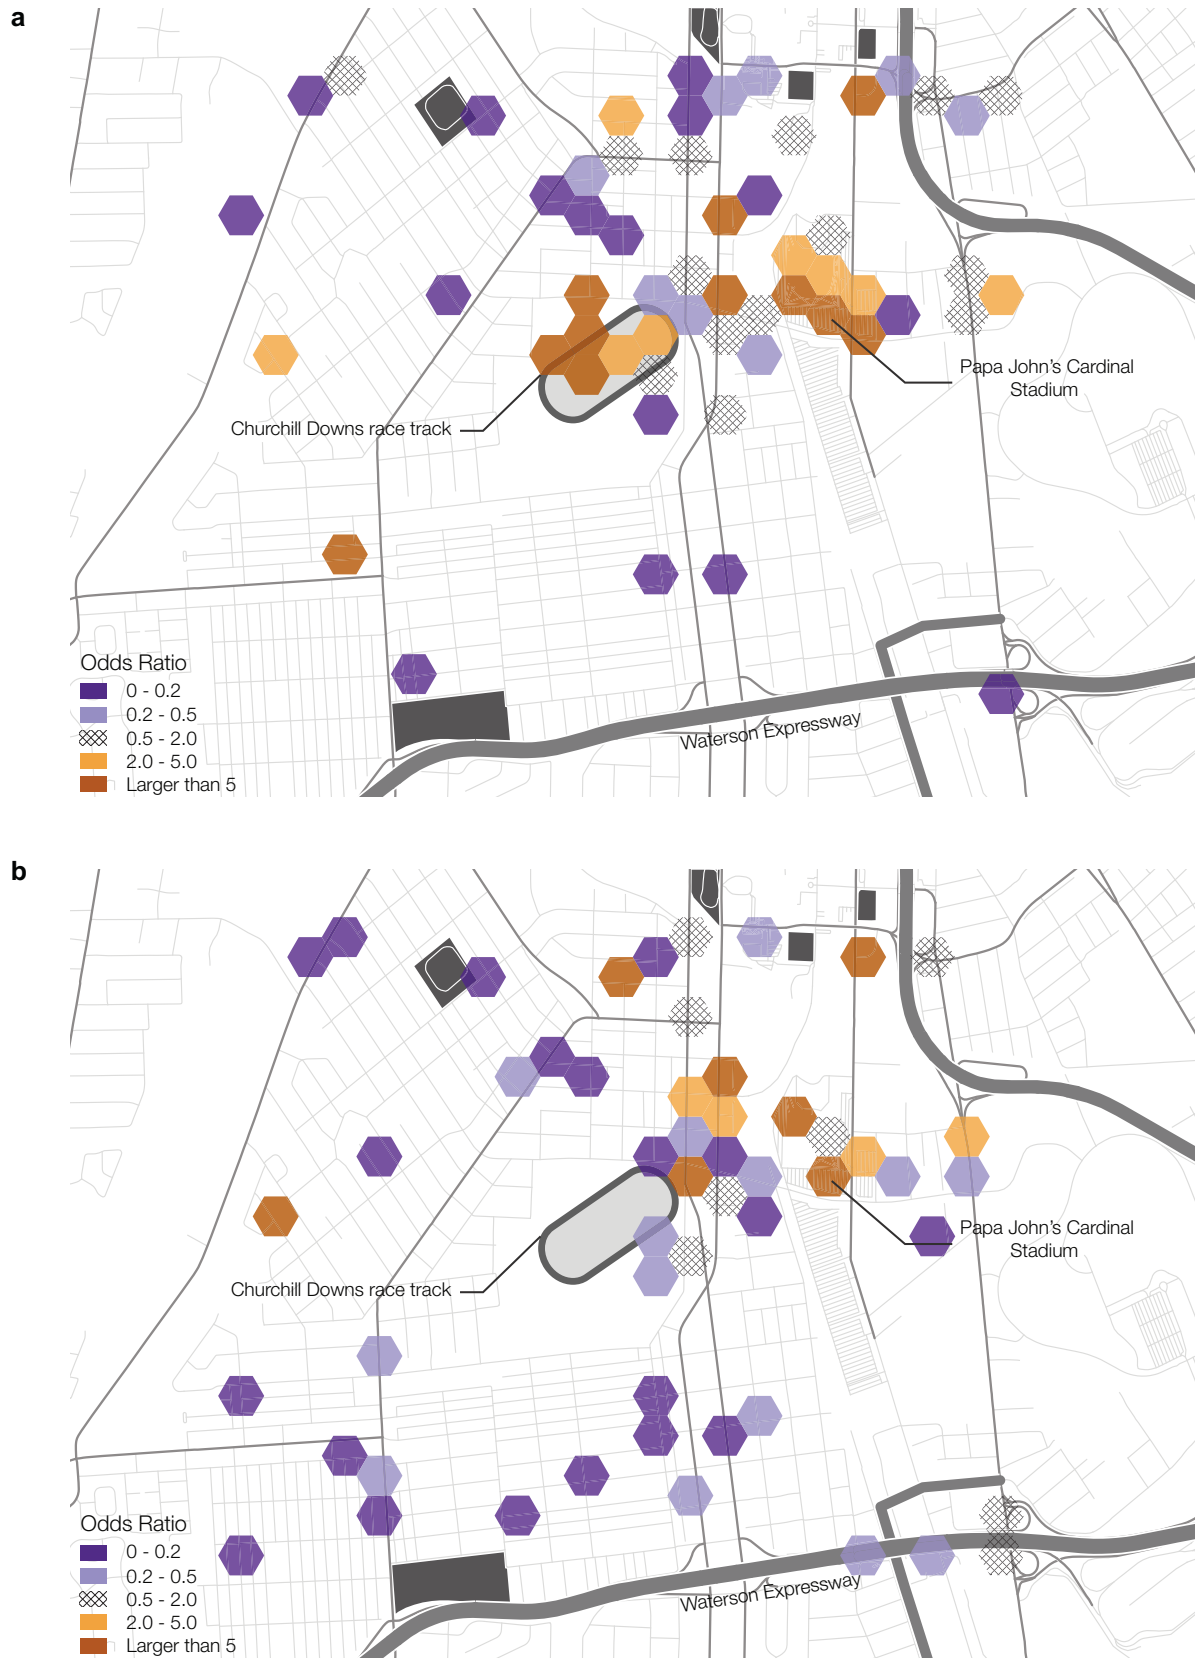 a
Papa John's Cardinal
Stadium
Churchill Downs race track
Odds Ratio
0 - 0.2
0.2 - 0.5
0.5 - 2.0
2.0 - 5.0
Larger than 5
Waterson Expressway
b
Papa John's Cardinal
Stadium
Churchill Downs race track
Odds Ratio
0 - 0.2
0.2 - 0.5
0.5 - 2.0
2.0 - 5.0
Larger than 5
Waterson Expressway